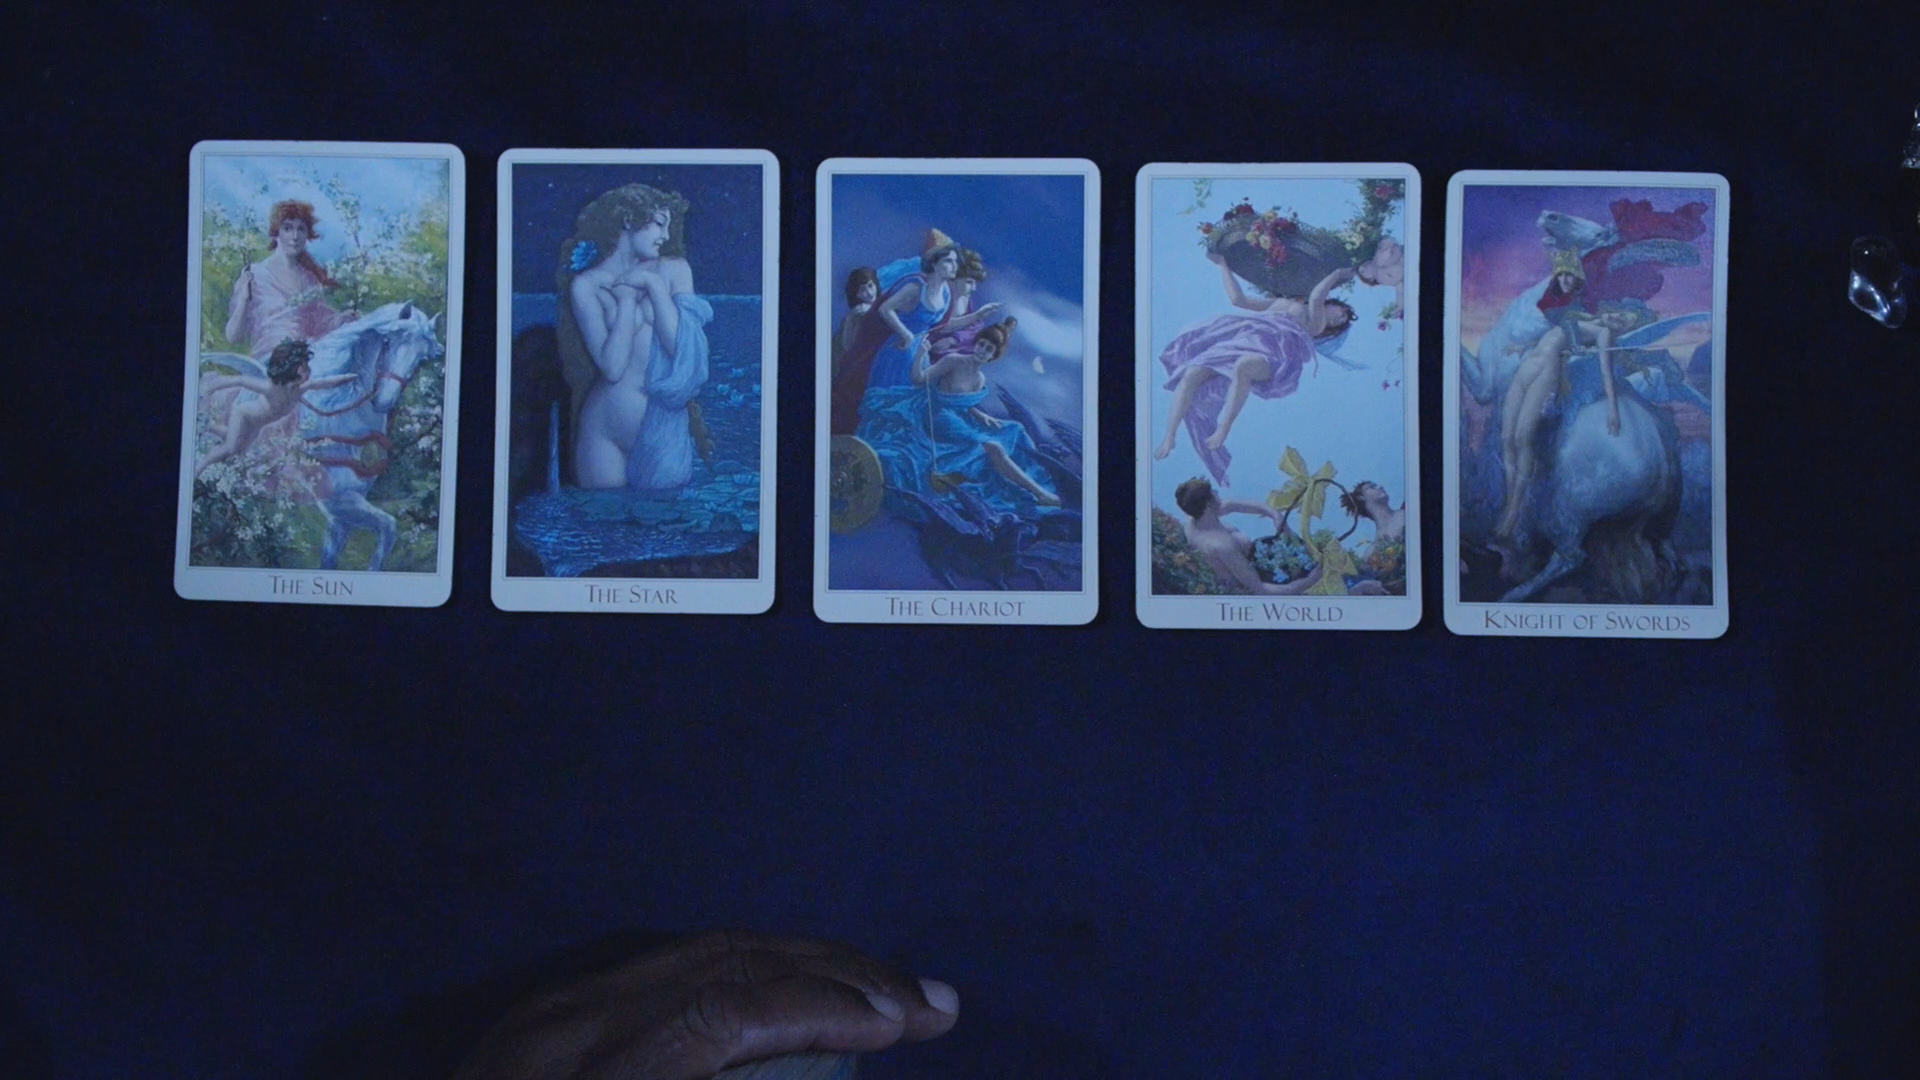 THE SUN
THE STAR
THE CHARIOT
THE WORLD
KNIGHT OF SWORDS